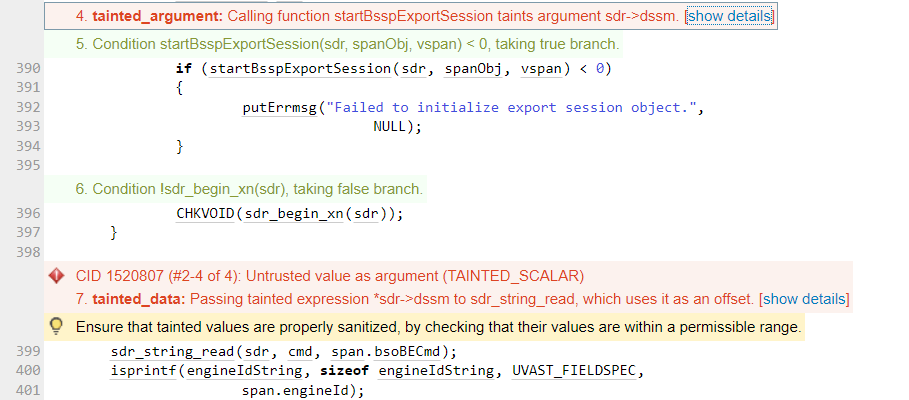 4. tainted_argument: Calling function startBsspExportSession taints argument sdr->dssm. [show details]
5. Condition startBsspExportSession(sdr, spanObj, vspan) < 0, taking true branch.
390 if (startBsspExportSession(sdr, spanObj, vspan) < 0)
391 {
392 putErrmsg("Failed to initialize export session object.",
393 NULL);
394 }
395
6. Condition !sdr_begin_xn(sdr), taking false branch.
396 CHKVOID(sdr_begin_xn(sdr));
397 }
398
CID 1520807 (#2-4 of 4): Untrusted value as argument (TAINTED_SCALAR)
7. tainted_data: Passing tainted expression *sdr->dssm to sdr_string_read, which uses it as an offset. [show details]
Ensure that tainted values are properly sanitized, by checking that their values are within a permissible range.
399 sdr_string_read(sdr, cmd, span.bsoBECmd);
400 isprintf(engineIdString, sizeof engineIdString, UVAST_FIELDSPEC,
401 span.engineId);